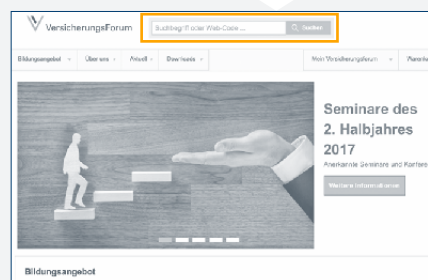 VersicherungsForum
Suchbegriff oder Web-Code ...
Suchen
Bildungsangebot
Über uns
Aktuell
Downloads
Mein Versicherungsforum
Seminare des
2. Halbjahres
2017
Anerkannte Seminare und
Weitere Informationen
Bildungsangebot